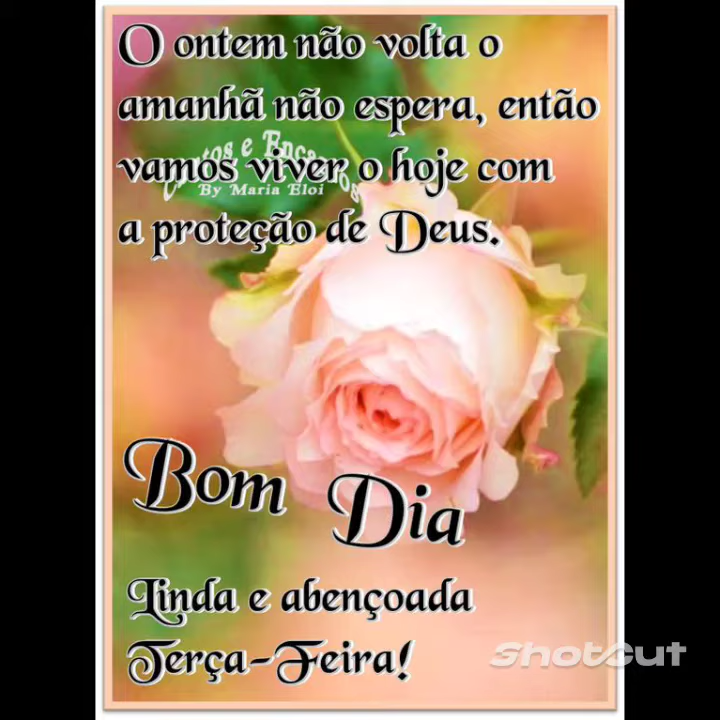 O ontem não volta o
amanhã não espera, então
vamos viver o hoje com
a proteção de Deus.
By Maria Eloi
Bom Dia
Linda e abençoada
Terça-Feira!
Shotcut